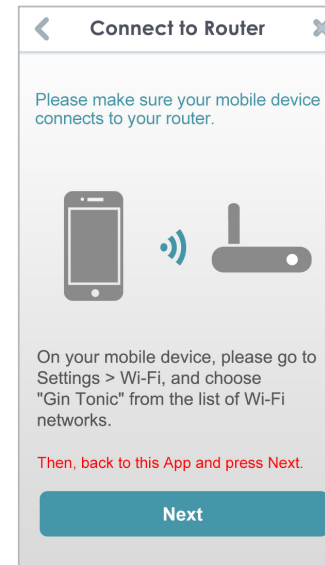 Connect to Router
Please make sure your mobile device
connects to your router.
On your mobile device, please go to
Settings > Wi-Fi, and choose
"Gin Tonic" from the list of Wi-Fi
networks.
Then, back to this App and press Next.
Next